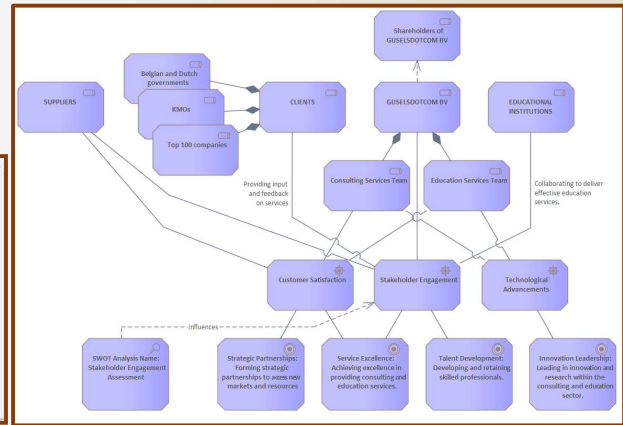 Shareholders of
GUSELSDOTCOM BV
Belgian and Dutch
governments
SUPPLIERS
KMOs
CLIENTS
GUSELSDOTCOM BV
EDUCATIONAL
INSTITUTIONS
Top 100 companies
Providing input
and feedback
on services
Consulting Services Team
Education Services Team
Collaborating to deliver
effective education
services.
Customer Satisfaction
Stakeholder Engagement
Technological
Advancements
Influences
SWOT Analysis Name:
Stakeholder Engagement
Assessment
Strategic Partnerships:
Forming strategic
partnerships to access new
markets and resources
Service Excellence:
Achieving excellence in
providing consulting and
education services.
Talent Development:
Developing and retaining
skilled professionals.
Innovation Leadership:
Leading in innovation and
research within the
consulting and education
sector.